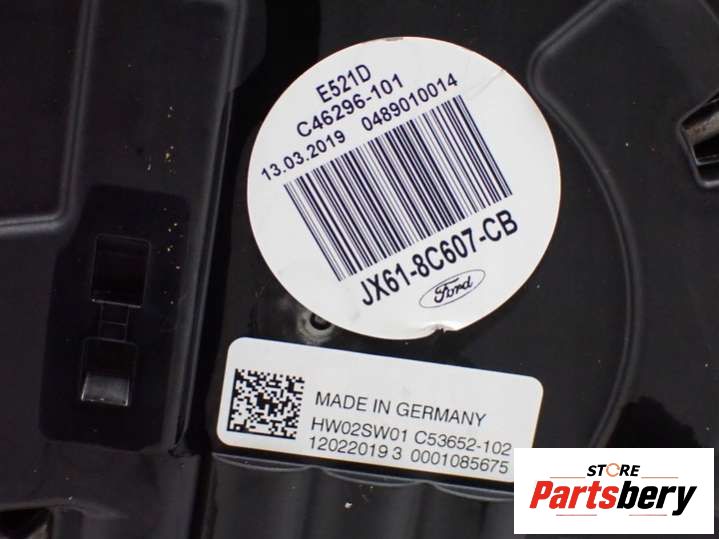 E521D
C46296-101
13.03.2019 0489010014
JX61-8C607-CB
Ford
MADE IN GERMANY
HW02SW01 C53652-102
12022019 3 0001085675
STORE
Partsbery